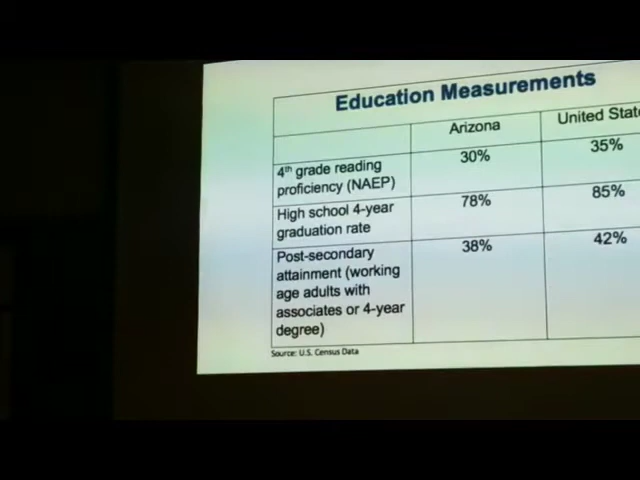 Education Measurements
Arizona
United
4th grade reading
proficiency (NAEP)
30%
35%
High school 4-year
graduation rate
78%
85%
Post-secondary
attainment (working
age adults with
associates or 4-year
degree)
38%
42%
Source: U.S. Census Data